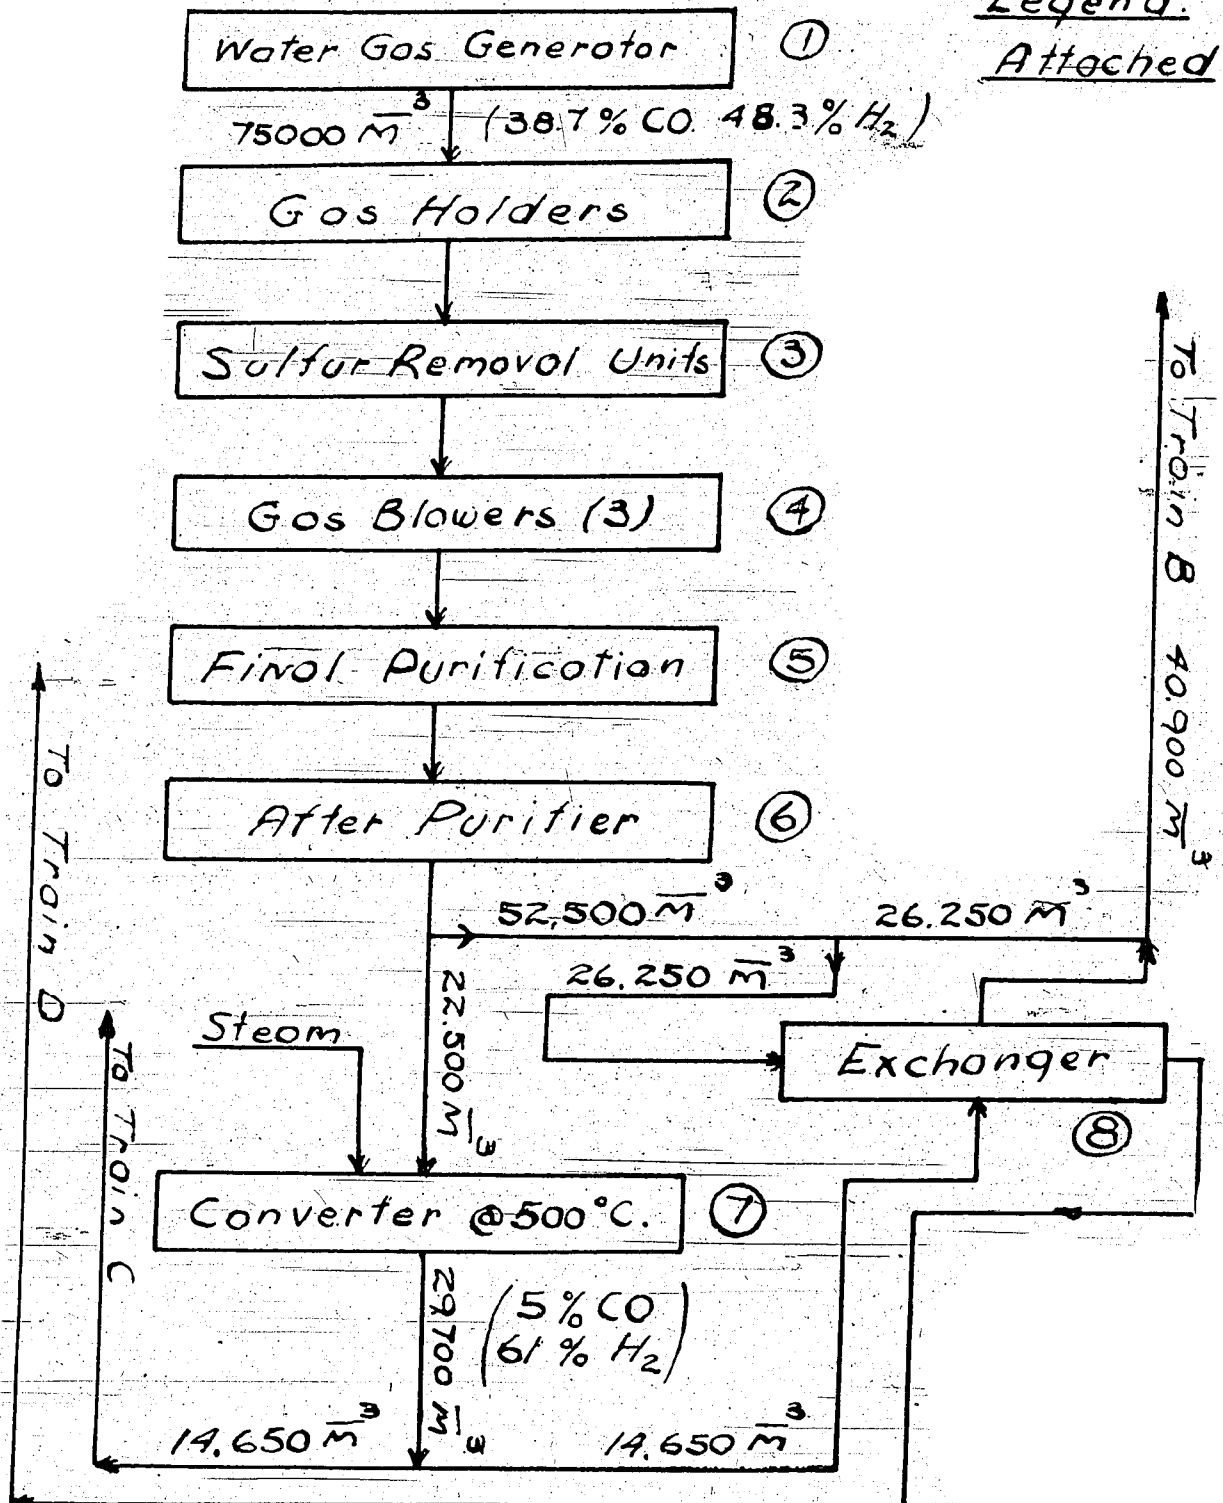 Legend:
Attached
Water Gas Generator ①
75000 m³ (38.7% CO. 48.3% H₂)
Gas Holders ②
Sulfur Removal Units ③
Gas Blowers (3) ④
Final Purification ⑤
After Purifier ⑥
52,500 m³
26.250 m³
26.250 m³
22.500 M³
To Train B 40.900 m³
To Train D
To Train C
Steam
Exchanger
⑧
Converter @ 500°C. ⑦
29.700 m³
(5% CO
61% H₂)
14.650 m³
14.650 m³